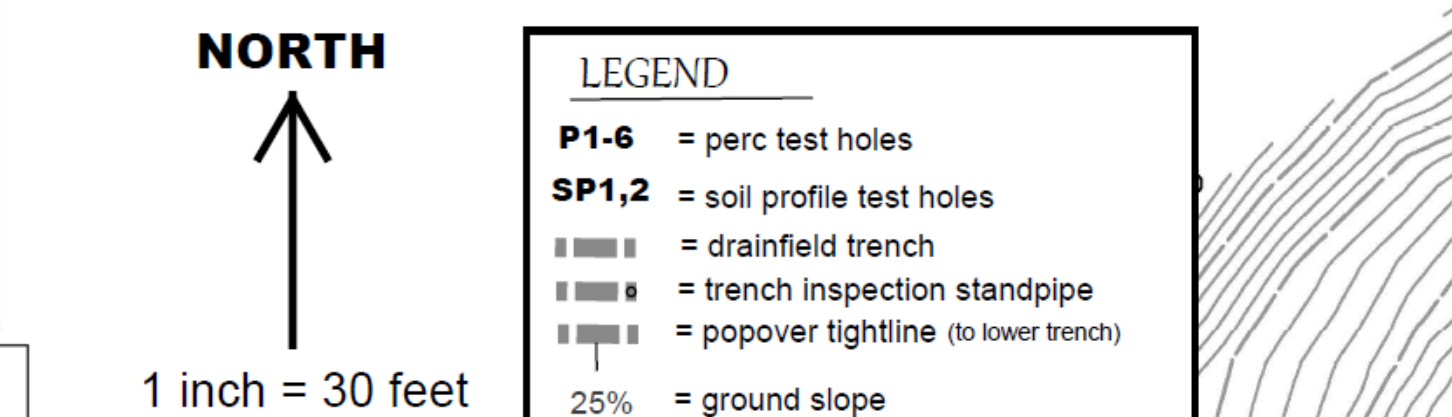 NORTH
1 inch = 30 feet
LEGEND
P1-6 = perc test holes
SP1,2 = soil profile test holes
= drainfield trench
= trench inspection standpipe
= popover tightline (to lower trench)
25% = ground slope